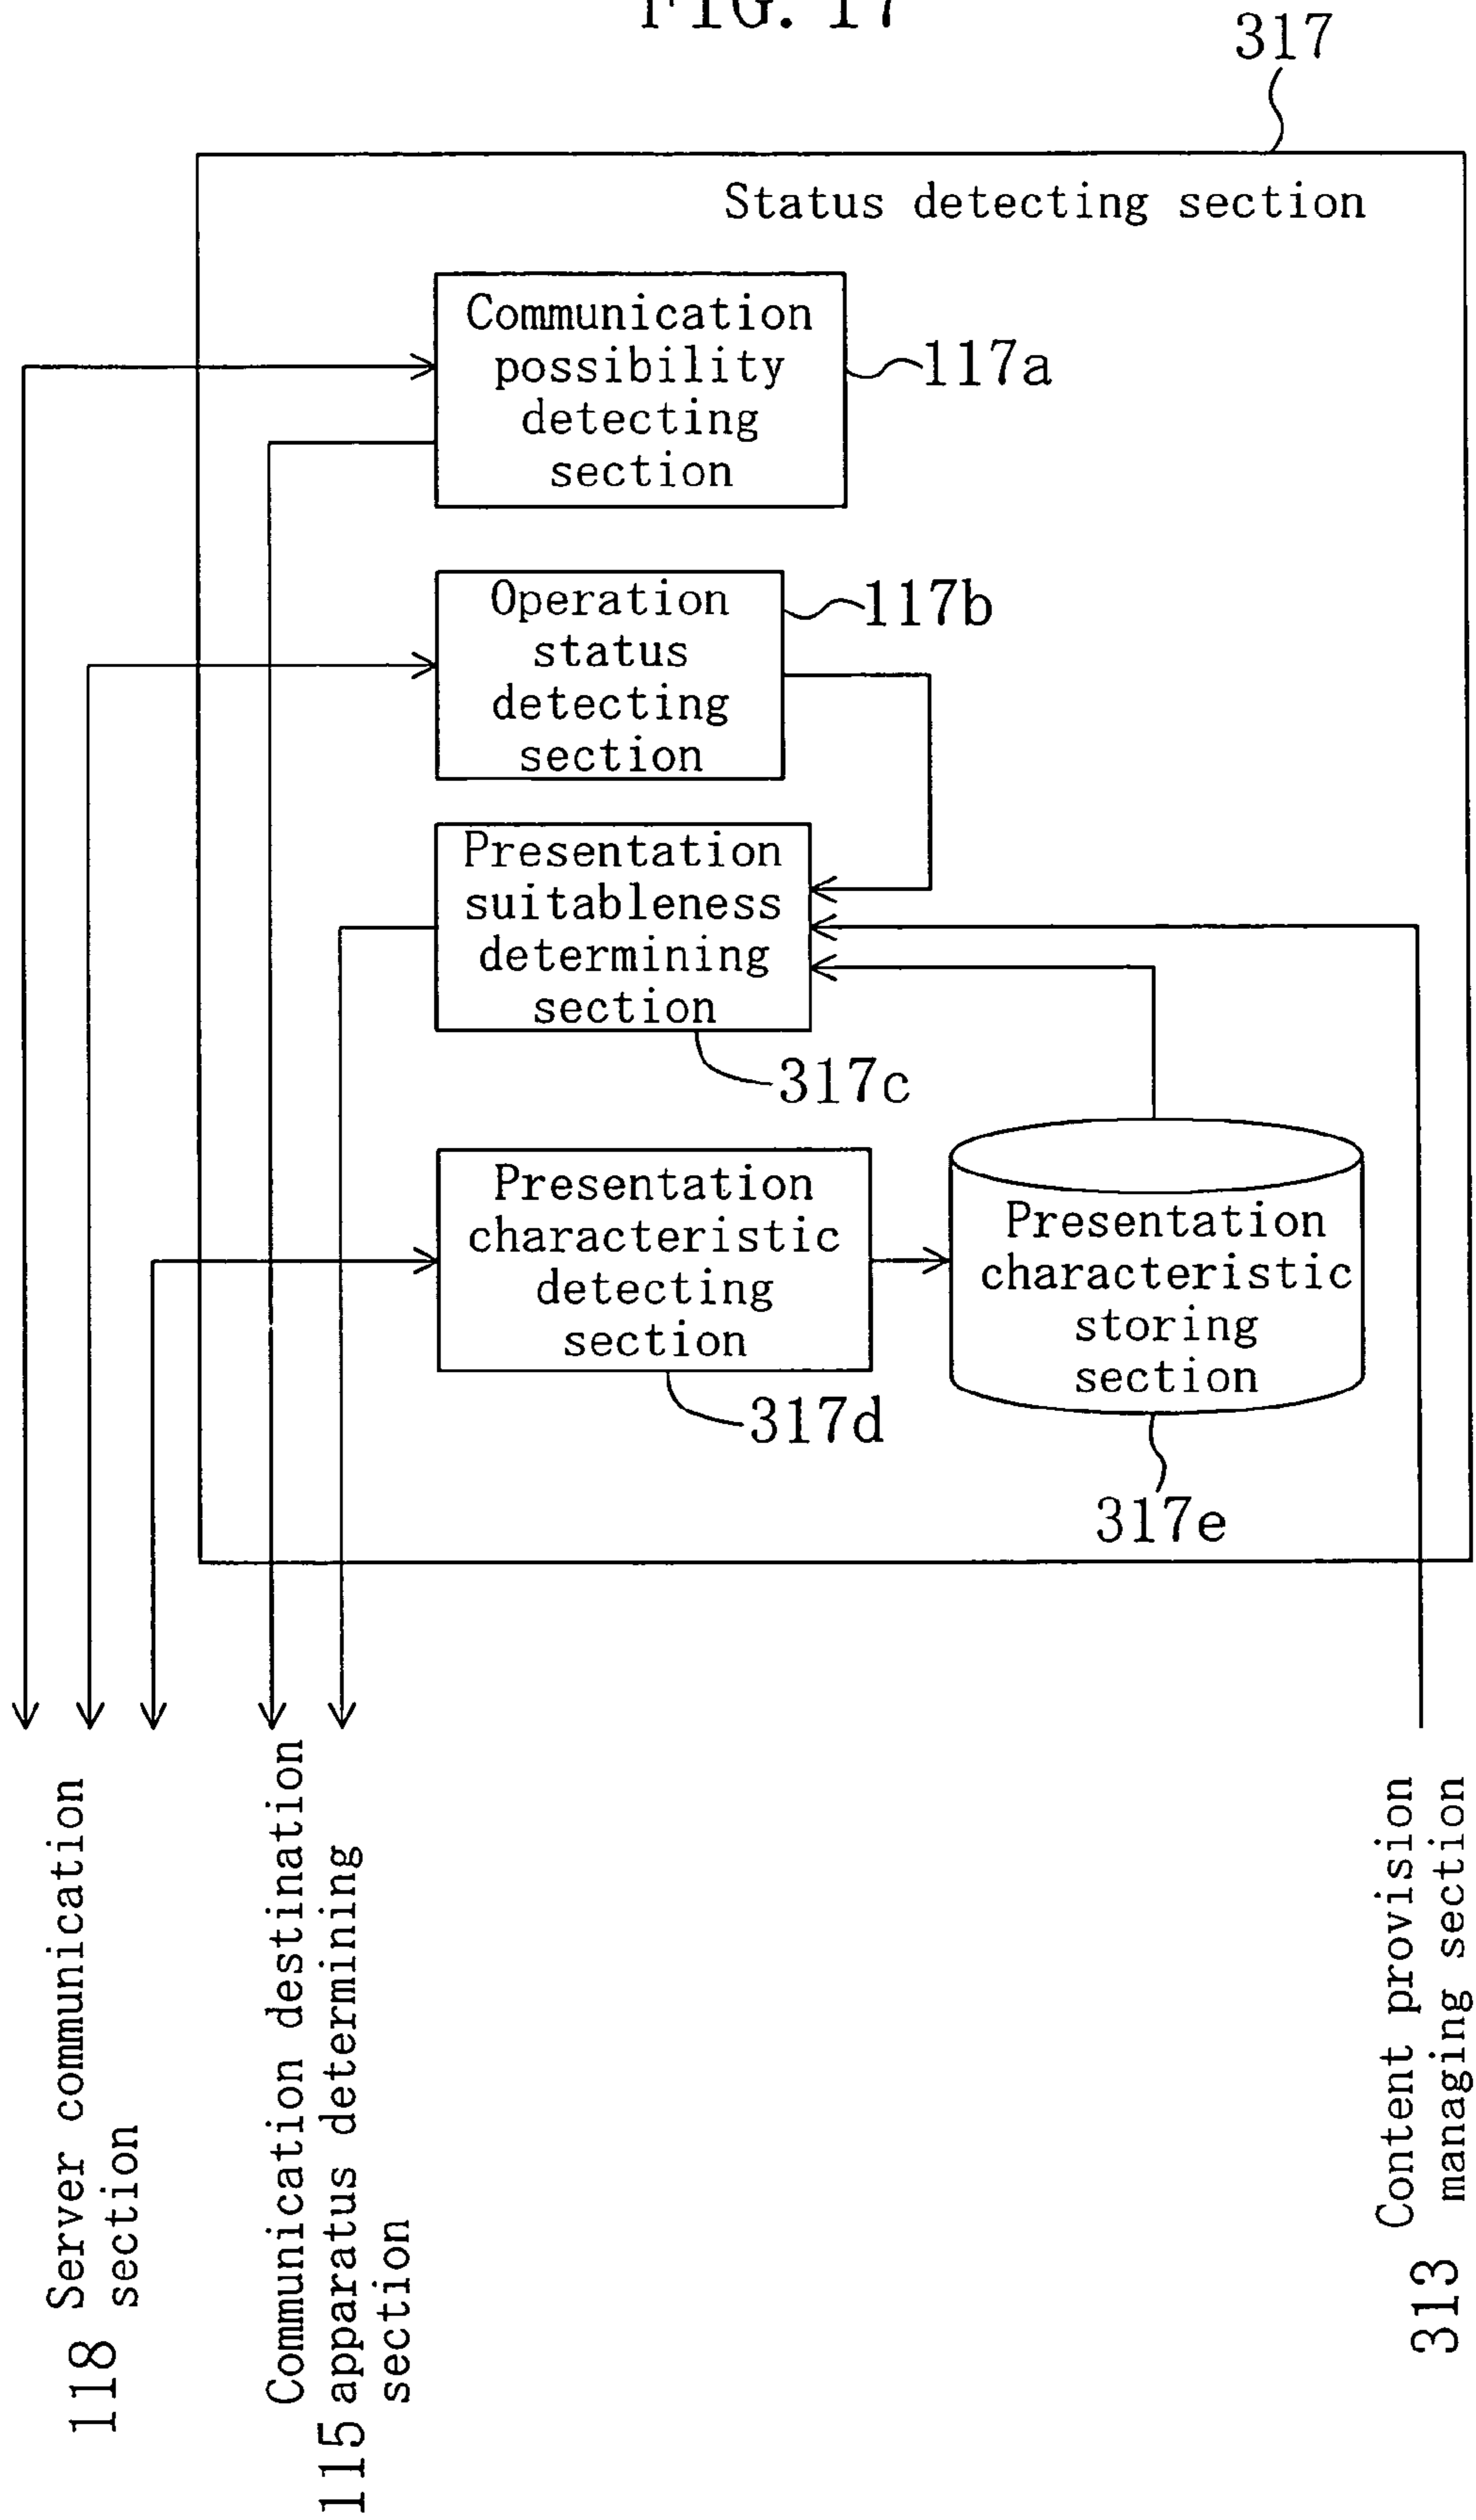 FIG. 17
317
Status detecting section
Communication
possibility
detecting
section
117a
Operation
status
detecting
section
117b
Presentation
suitableness
determining
section
317c
Presentation
characteristic
detecting
section
317d
Presentation
characteristic
storing
section
317e
118 Server communication
section
Communication destination
115 apparatus determining
section
Content provision
313 managing section